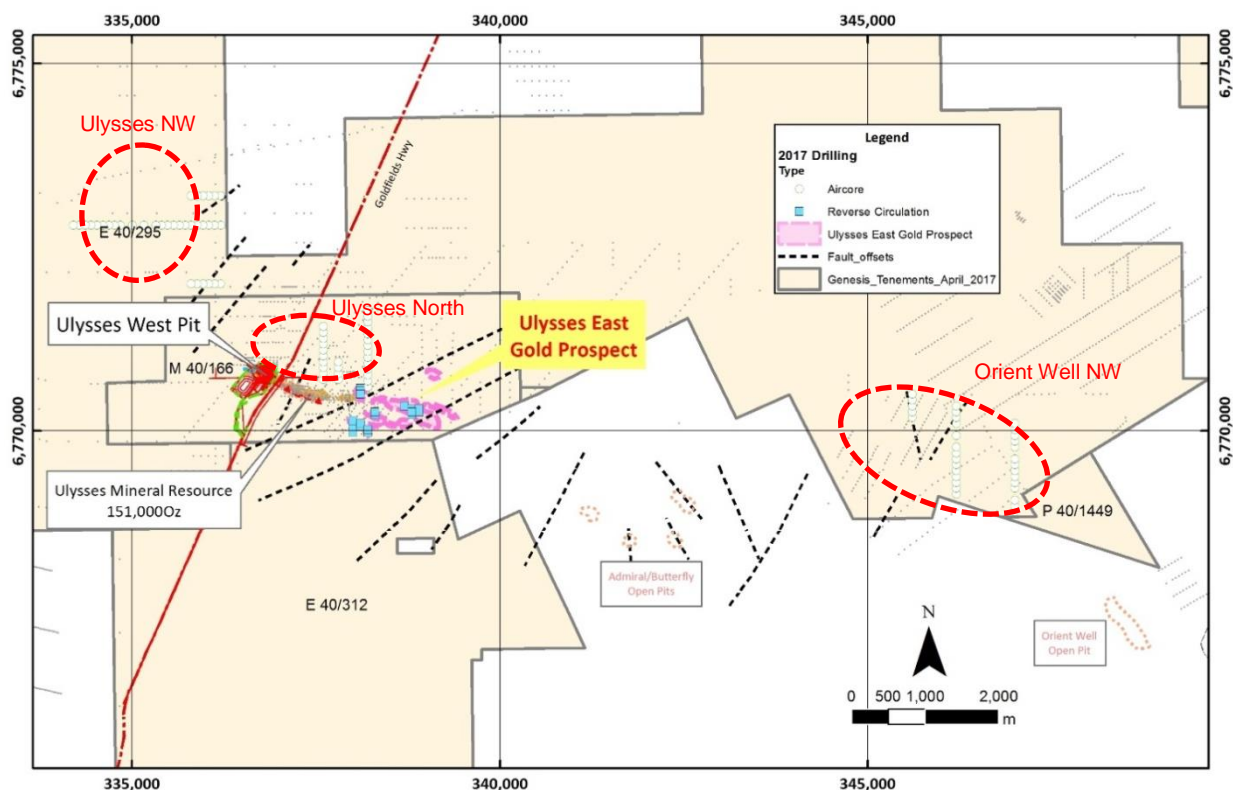 335,000
340,000
345,000
6,775,000
6,775,000
Ulysses NW
Goldfields Hwy
Legend
2017 Drilling
Type
Aircore
Reverse Circulation
Ulysses East Gold Prospect
Fault_offsets
Genesis_Tenements_April_2017
E 40/295
Ulysses North
Ulysses West Pit
Ulysses East
Gold Prospect
M 40/166
Orient Well NW
6,770,000
6,770,000
Ulysses Mineral Resource
151,000Oz
P 40/1449
Admiral/Butterfly
Open Pits
E 40/312
N
Orient Well
Open Pit
0 500 1,000 2,000
m
335,000
340,000
345,000